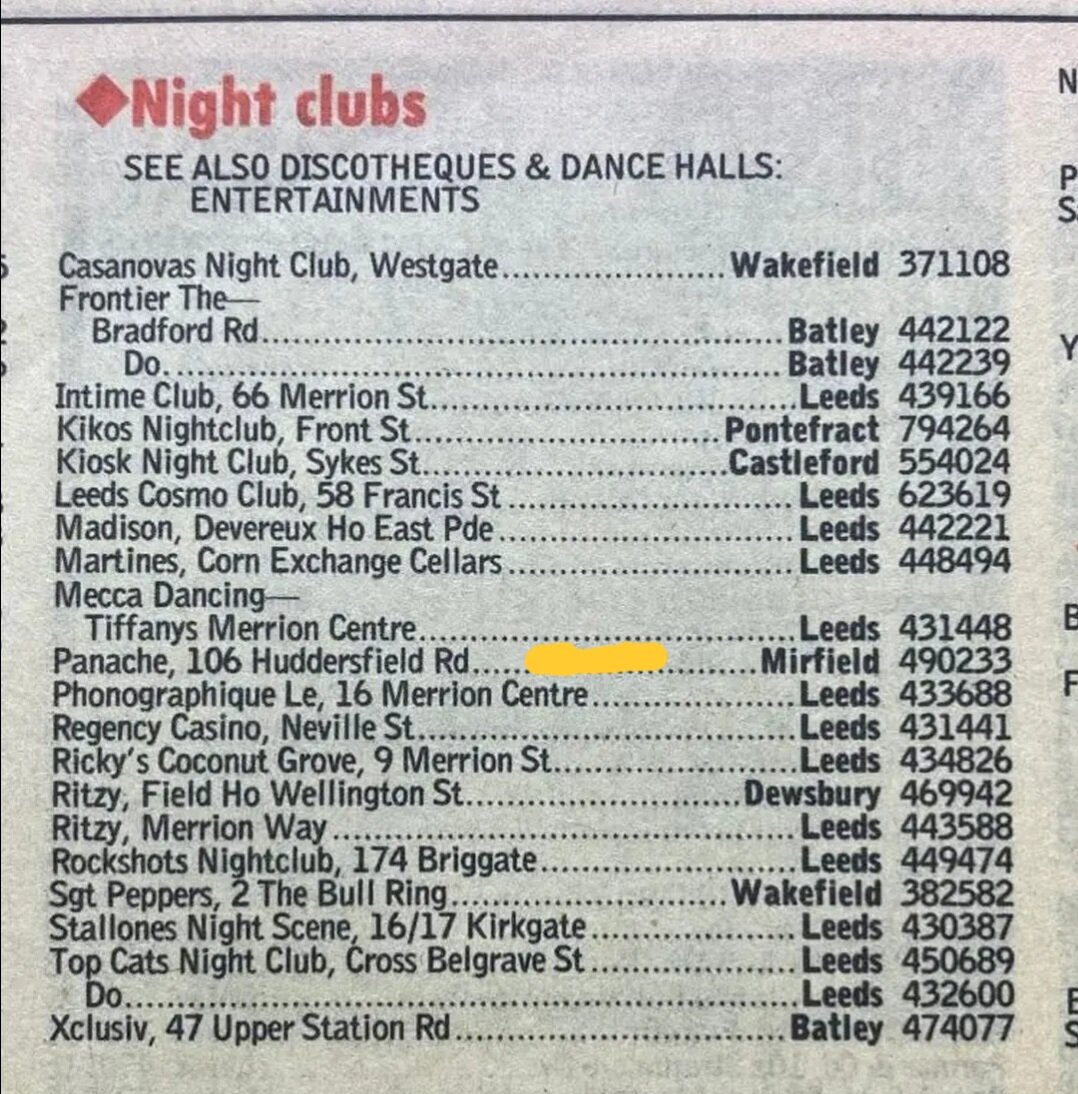 Night clubs
SEE ALSO DISCOTHEQUES & DANCE HALLS:
ENTERTAINMENTS
Casanovas Night Club, Westgate......................Wakefield 371108
Frontier The—
Bradford Rd....................................................Batley 442122
Do..............................................................Batley 442239
Intime Club, 66 Merrion St....................................Leeds 439166
Kikos Nightclub, Front St..............................Pontefract 794264
Kiosk Night Club, Sykes St.............................Castleford 554024
Leeds Cosmo Club, 58 Francis St............................Leeds 623619
Madison, Devereux Ho East Pde.............................Leeds 442221
Martines, Corn Exchange Cellars............................Leeds 448494
Mecca Dancing—
Tiffanys Merrion Centre.....................................Leeds 431448
Panache, 106 Huddersfield Rd..............................Mirfield 490233
Phonographique Le, 16 Merrion Centre....................Leeds 433688
Regency Casino, Neville St....................................Leeds 431441
Ricky's Coconut Grove, 9 Merrion St........................Leeds 434826
Ritzy, Field Ho Wellington St............................Dewsbury 469942
Ritzy, Merrion Way............................................Leeds 443588
Rockshots Nightclub, 174 Briggate..........................Leeds 449474
Sgt Peppers, 2 The Bull Ring............................Wakefield 382582
Stallones Night Scene, 16/17 Kirkgate.....................Leeds 430387
Top Cats Night Club, Cross Belgrave St....................Leeds 450689
Do................................................................Leeds 432600
Xclusiv, 47 Upper Station Rd.................................Batley 474077